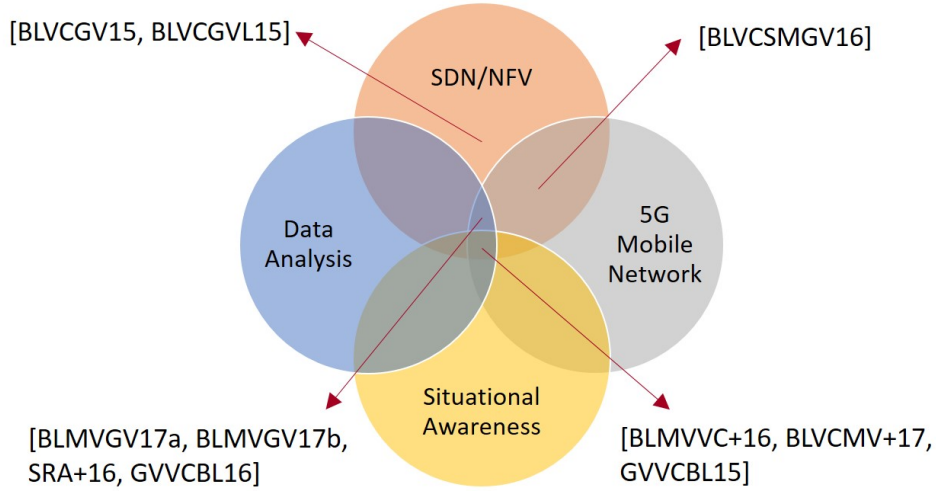 [BLVCGV15, BLVCGVL15]
[BLVCSMGV16]
SDN/NFV
Data
Analysis
5G
Mobile
Network
Situational
Awareness
[BLMVGV17a, BLMVGV17b,
SRA+16, GVVCBL16]
[BLMVVC+16, BLVCMV+17,
GVVCBL15]